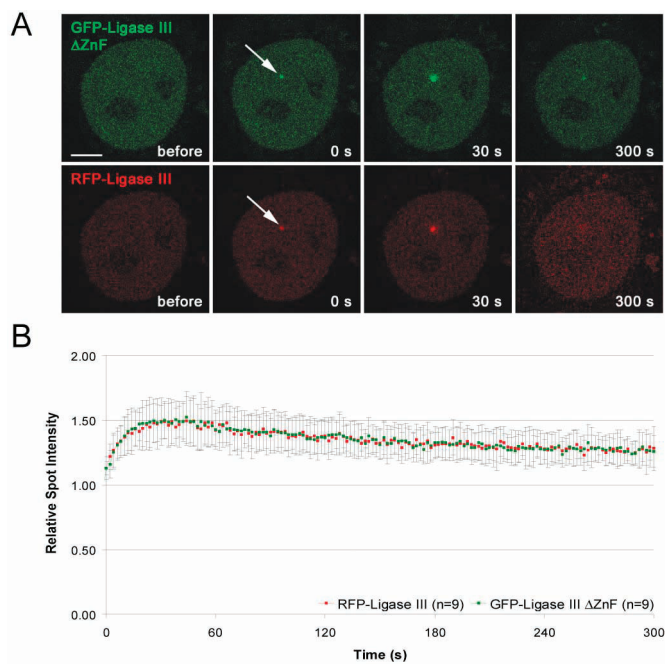 A
GFP-Ligase III
ΔZnF
before
0 s
30 s
300 s
RFP-Ligase III
before
0 s
30 s
300 s
B
2.00
1.50
1.00
0.50
0.00
Relative Spot Intensity
RFP-Ligase III (n=9)
GFP-Ligase III ΔZnF (n=9)
0
60
120
180
240
300
Time (s)